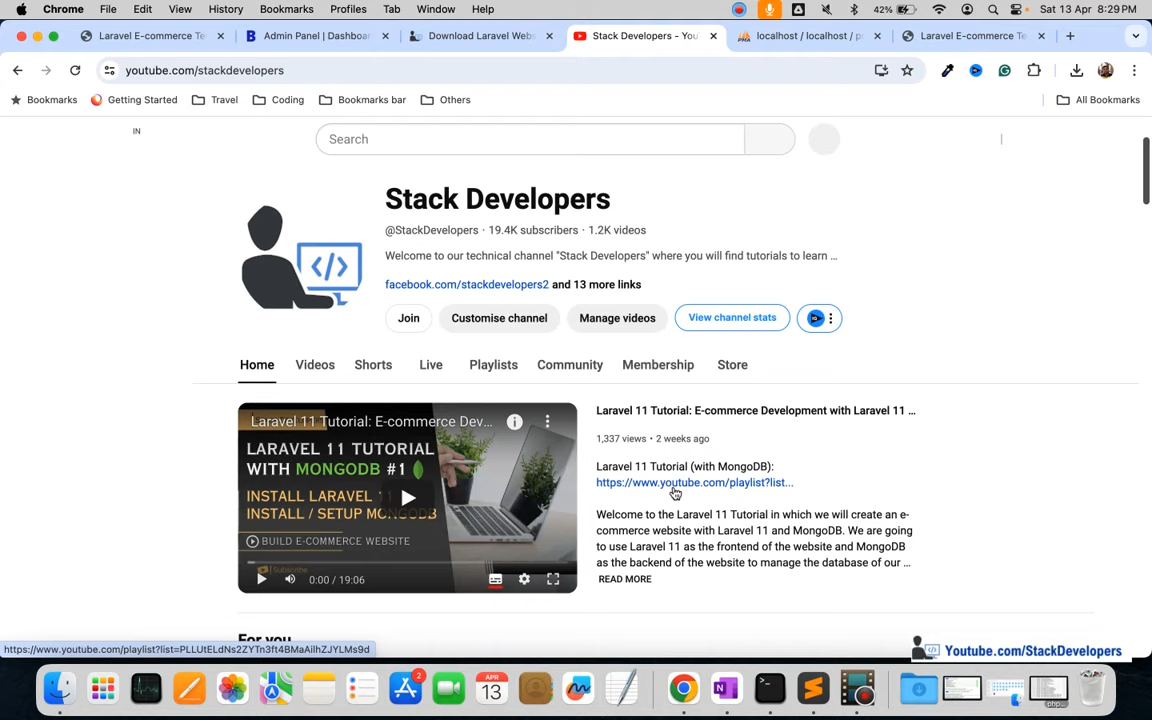 Chrome File Edit View History Bookmarks Profiles Tab Window Help 42% Sat 13 Apr 8:29 PM
Laravel E-commerce Te Admin Panel | Dashboar Download Laravel Webs Stack Developers - You localhost / localhost / p Laravel E-commerce Te
youtube.com/stackdevelopers
Bookmarks Getting Started Travel Coding Bookmarks bar Others All Bookmarks
IN
Search
Stack Developers
@StackDevelopers · 19.4K subscribers · 1.2K videos
Welcome to our technical channel "Stack Developers" where you will find tutorials to learn ...
facebook.com/stackdevelopers2 and 13 more links
Join Customise channel Manage videos View channel stats
Home Videos Shorts Live Playlists Community Membership Store
Laravel 11 Tutorial: E-commerce Dev...
LARAVEL 11 TUTORIAL
WITH MONGODB #1
INSTALL LARAVEL 11
INSTALL / SETUP MONGODB
BUILD E-COMMERCE WEBSITE
Subscribe
0:00 / 19:06
Laravel 11 Tutorial: E-commerce Development with Laravel 11 ...
1,337 views • 2 weeks ago
Laravel 11 Tutorial (with MongoDB):
https://www.youtube.com/playlist?list...
Welcome to the Laravel 11 Tutorial in which we will create an e-
commerce website with Laravel 11 and MongoDB. We are going
to use Laravel 11 as the frontend of the website and MongoDB
as the backend of the website to manage the database of our ...
READ MORE
For you
https://www.youtube.com/playlist?list=PLLUtELdNs2ZYTn3ft4BMaAilhZJYLMs9d
Youtube.com/StackDevelopers
2
APR
13
php